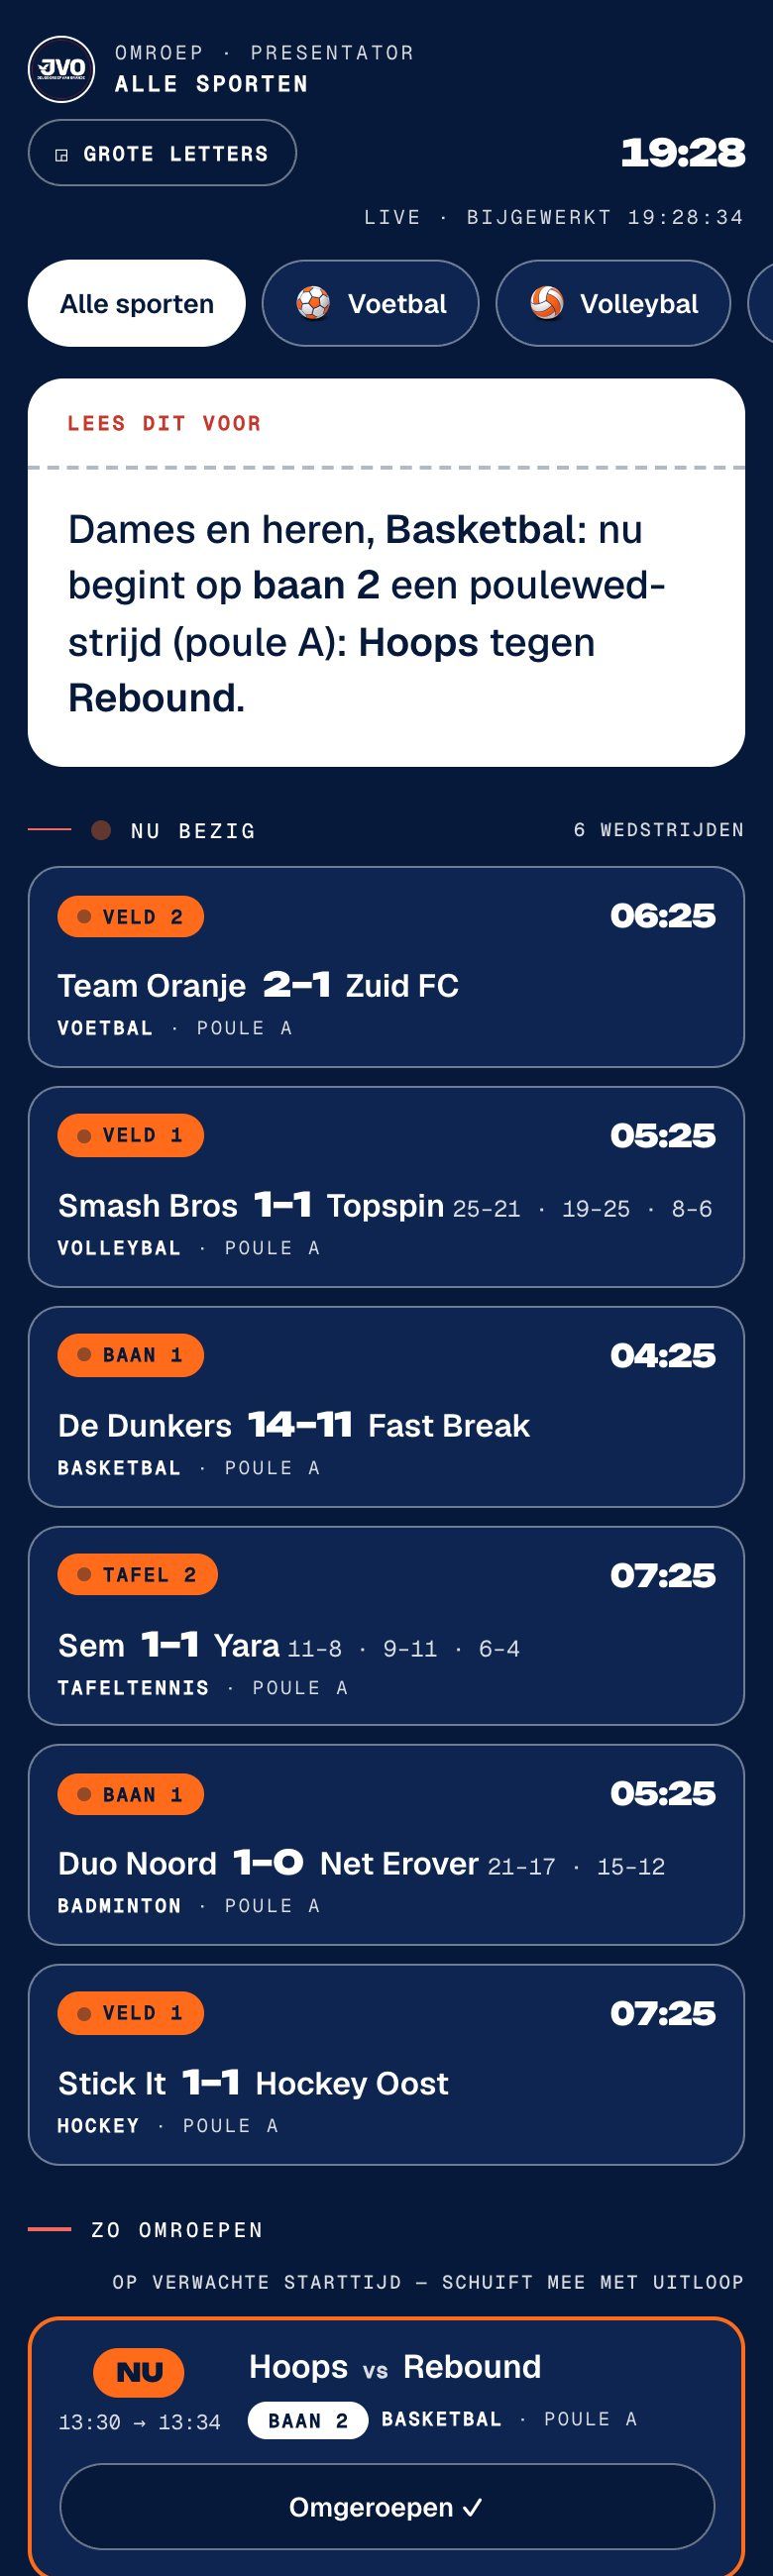 JVO
OMROEP · PRESENTATOR
ALLE SPORTEN
GROTE LETTERS
19:28
LIVE · BIJGEWERKT 19:28:34
Alle sporten
Voetbal
Volleybal
LEES DIT VOOR
Dames en heren, Basketbal: nu
begint op baan 2 een poulewed-
strijd (poule A): Hoops tegen
Rebound.
NU BEZIG
6 WEDSTRIJDEN
VELD 2
06:25
Team Oranje 2–1 Zuid FC
VOETBAL · POULE A
VELD 1
05:25
Smash Bros 1–1 Topspin 25–21 · 19–25 · 8–6
VOLLEYBAL · POULE A
BAAN 1
04:25
De Dunkers 14–11 Fast Break
BASKETBAL · POULE A
TAFEL 2
07:25
Sem 1–1 Yara 11–8 · 9–11 · 6–4
TAFELTENNIS · POULE A
BAAN 1
05:25
Duo Noord 1–0 Net Erover 21–17 · 15–12
BADMINTON · POULE A
VELD 1
07:25
Stick It 1–1 Hockey Oost
HOCKEY · POULE A
ZO OMROEPEN
OP VERWACHTE STARTTIJD — SCHUIFT MEE MET UITLOOP
NU
Hoops vs Rebound
13:30 → 13:34
BAAN 2 BASKETBAL · POULE A
Omgeroepen ✓